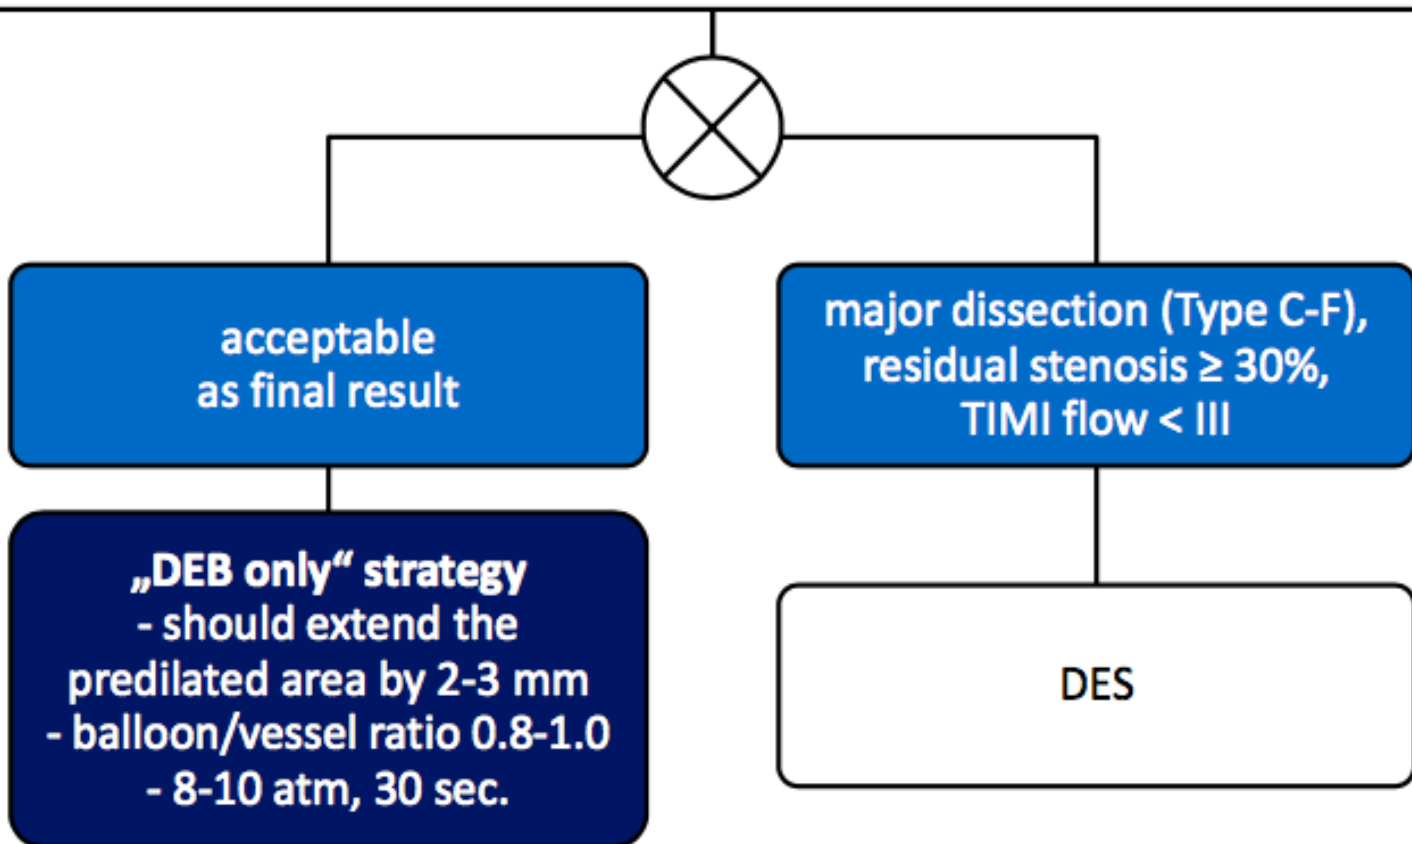 acceptable
as final result
major dissection (Type C-F),
residual stenosis ≥ 30%,
TIMI flow < III
„DEB only“ strategy
- should extend the
predilated area by 2-3 mm
- balloon/vessel ratio 0.8-1.0
- 8-10 atm, 30 sec.
DES